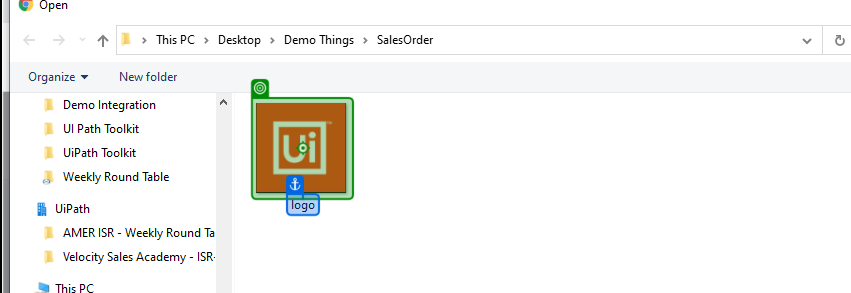 Open
This PC > Desktop > Demo Things > SalesOrder
Organize New folder
Demo Integration
UI Path Toolkit
UiPath Toolkit
Weekly Round Table
UiPath
AMER ISR - Weekly Round Ta
Velocity Sales Academy - ISR-
This PC
Ui
logo